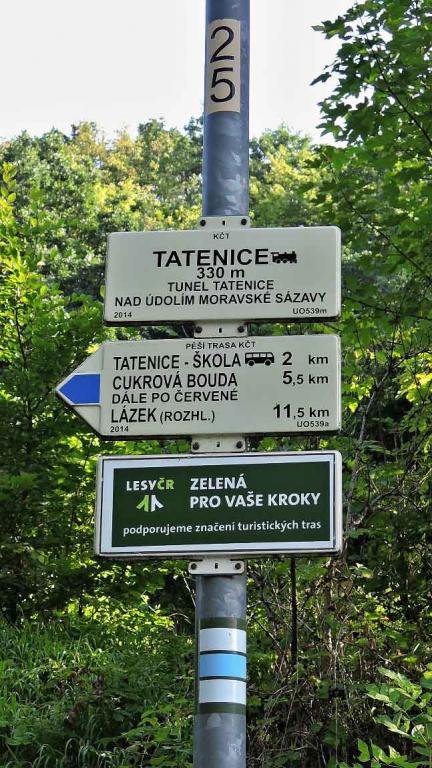 25
KČT
TATENICE
330 m
TUNEL TATENICE
NAD ÚDOLÍM MORAVSKÉ SÁZAVY
2014 UO539m
PĚŠÍ TRASA KČT
TATENICE - ŠKOLA 2 km
CUKROVÁ BOUDA 5,5 km
DÁLE PO ČERVENÉ
LÁZEK (ROZHL.) 11,5 km
2014 UO539a
LESYČR ZELENÁ
PRO VAŠE KROKY
podporujeme značení turistických tras